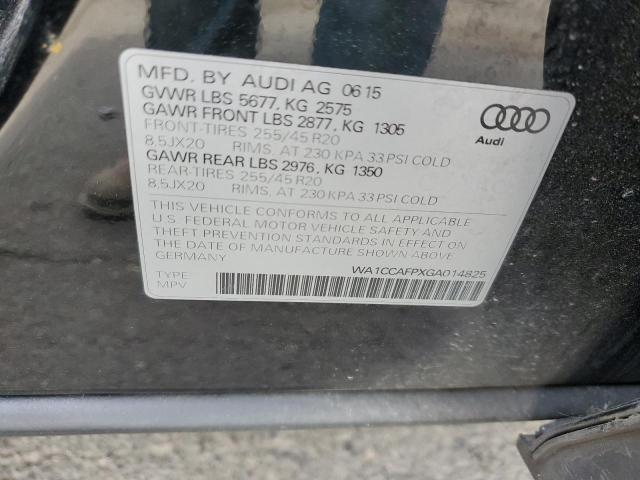 MFD. BY AUDI AG 06 15
GVWR LBS 5677, KG 2575
GAWR FRONT LBS 2877, KG 1305
FRONT-TIRES 255/45 R20
8,5JX20 RIMS, AT 230 KPA 33 PSI COLD
GAWR REAR LBS 2976, KG 1350
REAR-TIRES 255/45 R20
8,5JX20 RIMS, AT 230 KPA 33 PSI COLD
THIS VEHICLE CONFORMS TO ALL APPLICABLE
U.S. FEDERAL MOTOR VEHICLE SAFETY AND
THEFT PREVENTION STANDARDS IN EFFECT ON
THE DATE OF MANUFACTURE SHOWN ABOVE
GERMANY
WA1CCAFPXGA014825
TYPE:
MPV
Audi